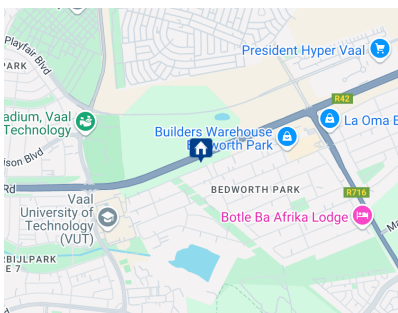 Playfair Blvd
President Hyper Vaal
PARK
R42
adium, Vaal
Technology
La Oma B
Builders Warehouse
Bedworth Park
ison Blvd
Rd
Vaal
University of
Technology
(VUT)
BEDWORTH PARK
R716
Botle Ba Afrika Lodge
Ma
RBIJLPARK
E 7